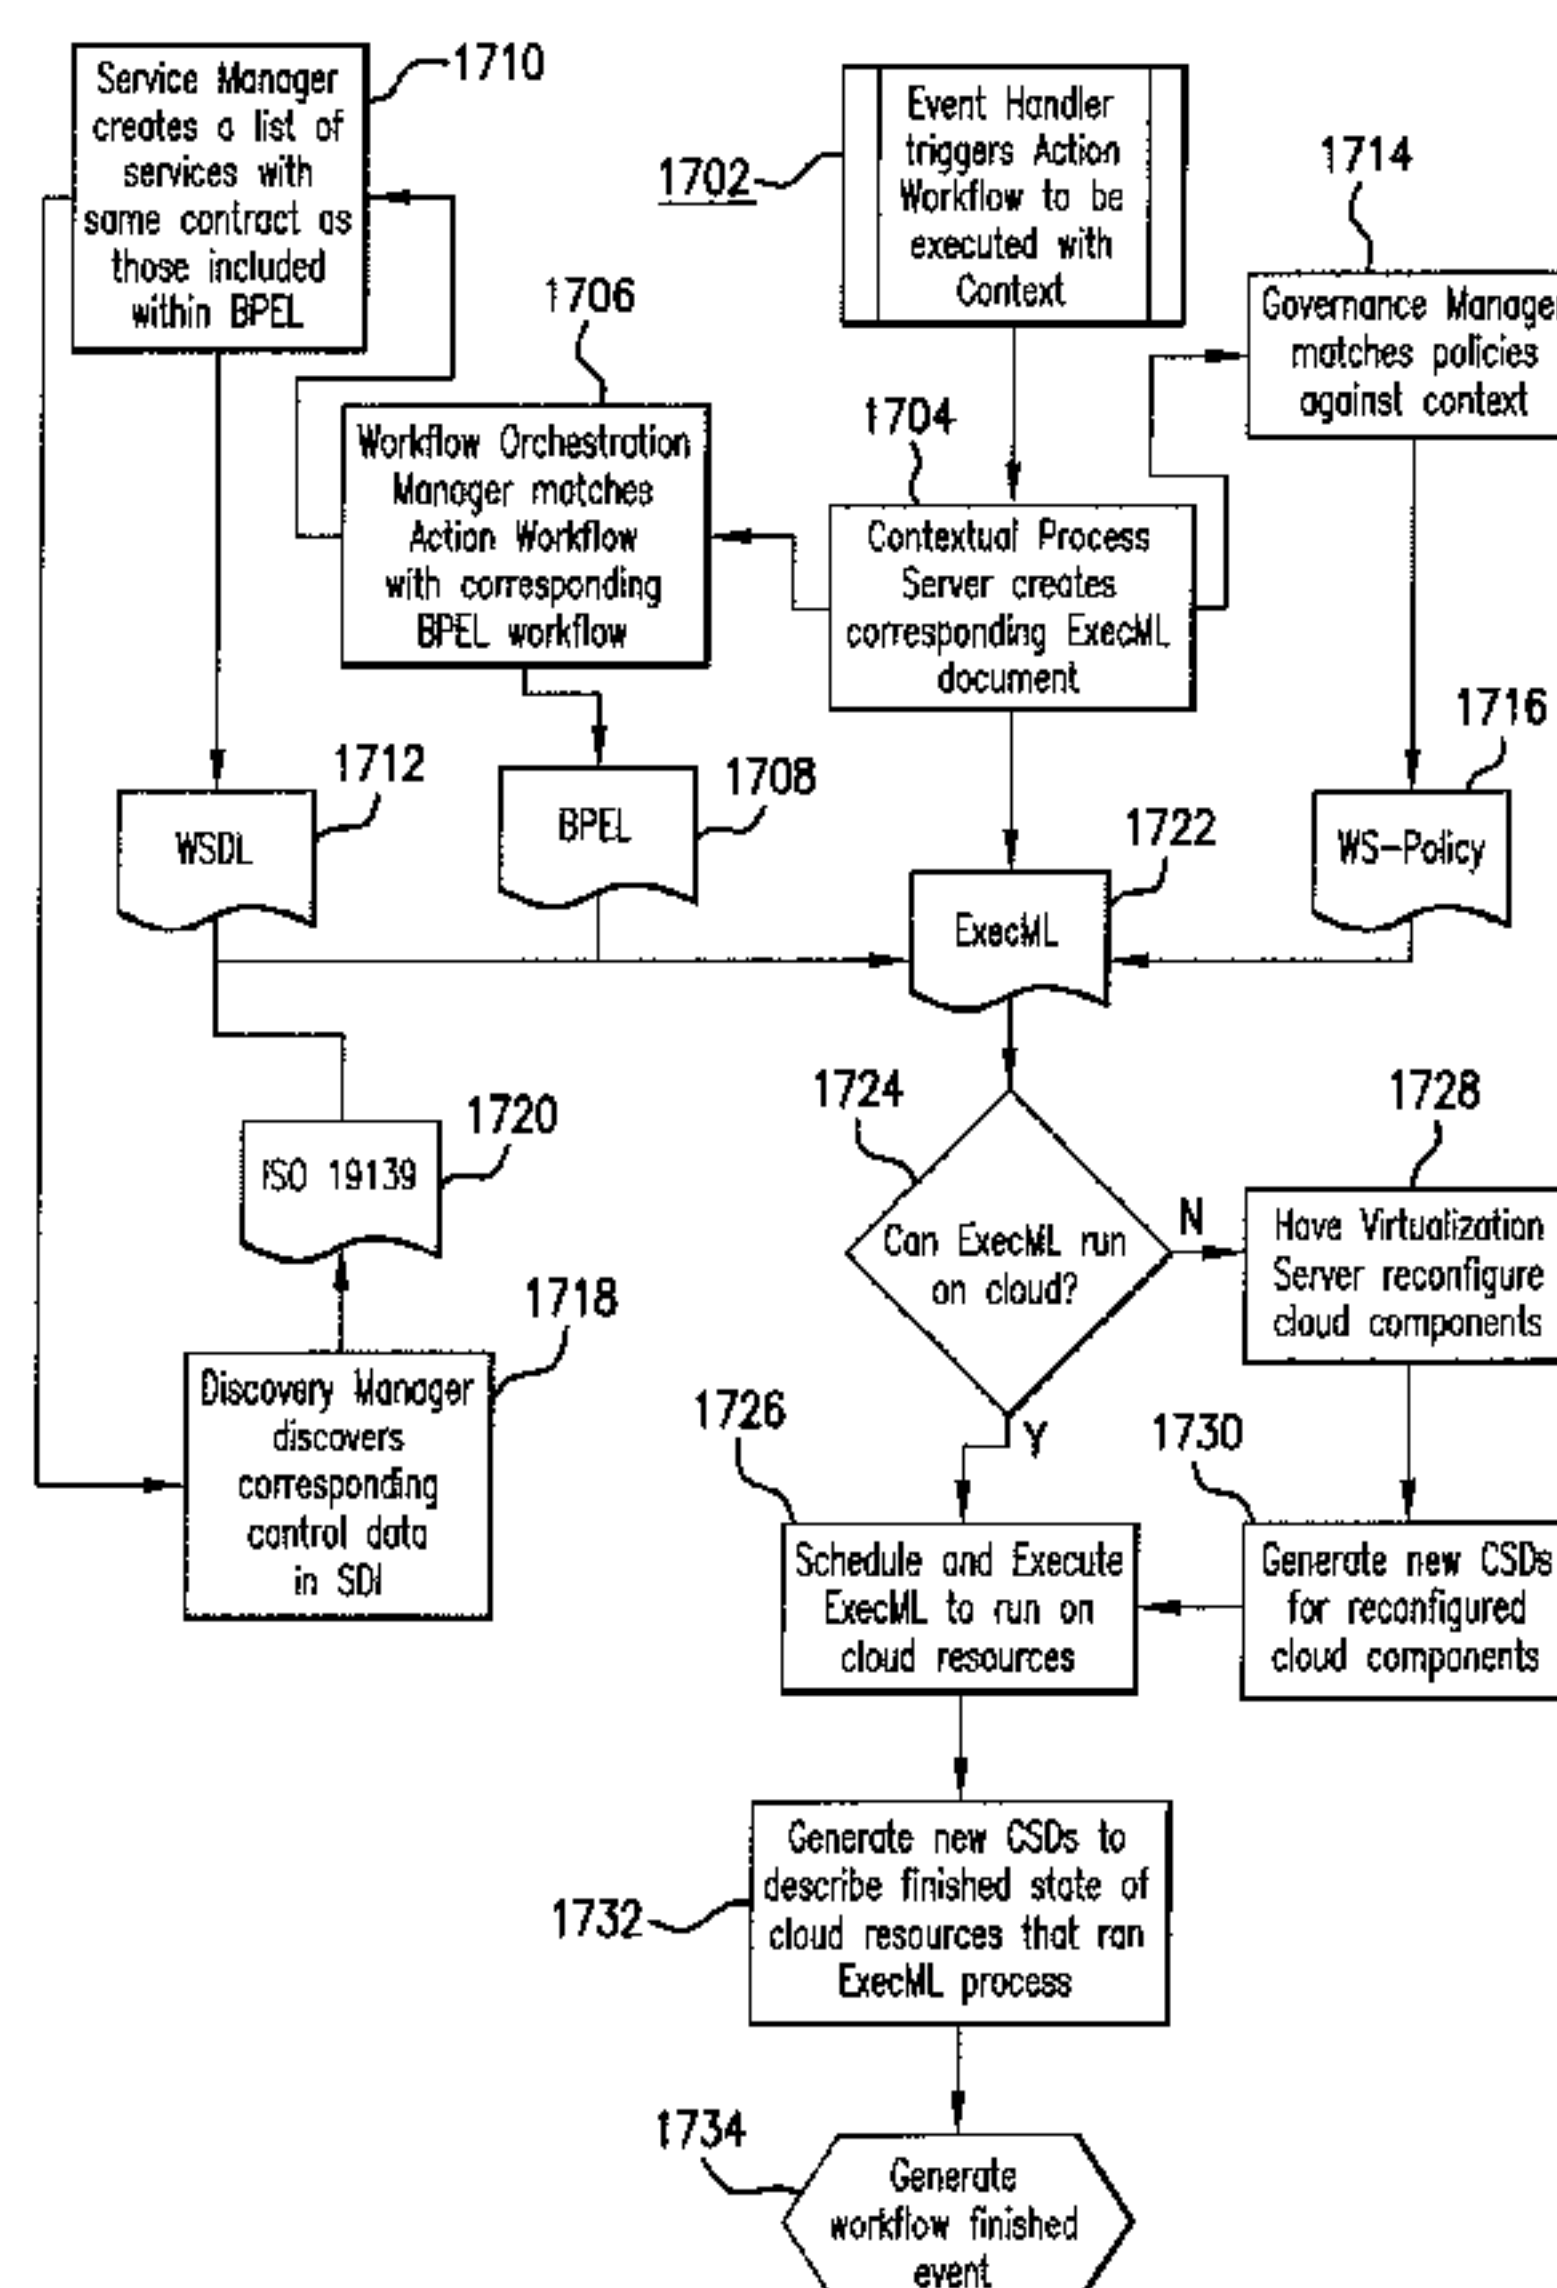 Service Manager
creates a list of
services with
same contract as
those included
within BPEL
1710
1702
Event Handler
triggers Action
Workflow to be
executed with
Context
1714
Governance Manager
matches policies
against context
1706
Workflow Orchestration
Manager matches
Action Workflow
with corresponding
BPEL workflow
1704
Contextual Process
Server creates
corresponding ExecML
document
1716
WS-Policy
1712
WSDL
1708
BPEL
1722
ExecML
1720
ISO 19139
1724
Can ExecML run
on cloud?
N
Y
1728
Have Virtualization
Server reconfigure
cloud components
1718
Discovery Manager
discovers
corresponding
control data
in SDI
1726
Schedule and Execute
ExecML to run on
cloud resources
1730
Generate new CSDs
for reconfigured
cloud components
1732
Generate new CSDs to
describe finished state of
cloud resources that ran
ExecML process
1734
Generate
workflow finished
event